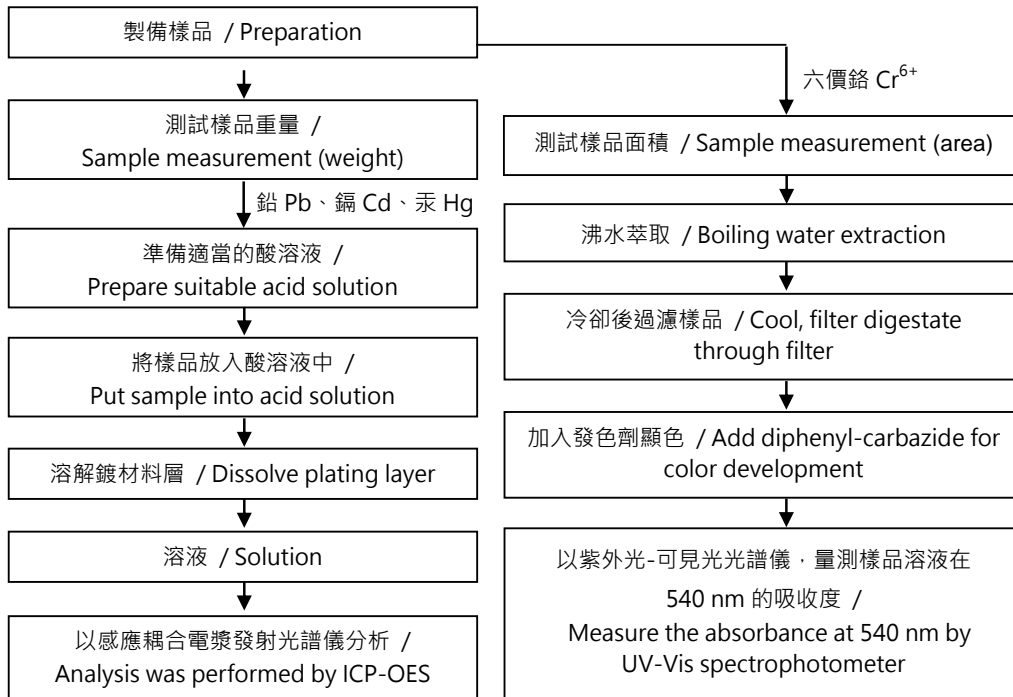 製備樣品 / Preparation
測試樣品重量 /
Sample measurement (weight)
鉛 Pb、鎘 Cd、汞 Hg
準備適當的酸溶液 /
Prepare suitable acid solution
將樣品放入酸溶液中 /
Put sample into acid solution
溶解鍍材料層 / Dissolve plating layer
溶液 / Solution
以感應耦合電漿發射光譜儀分析 /
Analysis was performed by ICP-OES
六價鉻 Cr⁶⁺
測試樣品面積 / Sample measurement (area)
沸水萃取 / Boiling water extraction
冷卻後過濾樣品 / Cool, filter digestate
through filter
加入發色劑顯色 / Add diphenyl-carbazide for
color development
以紫外光-可見光光譜儀，量測樣品溶液在
540 nm 的吸收度 /
Measure the absorbance at 540 nm by
UV-Vis spectrophotometer